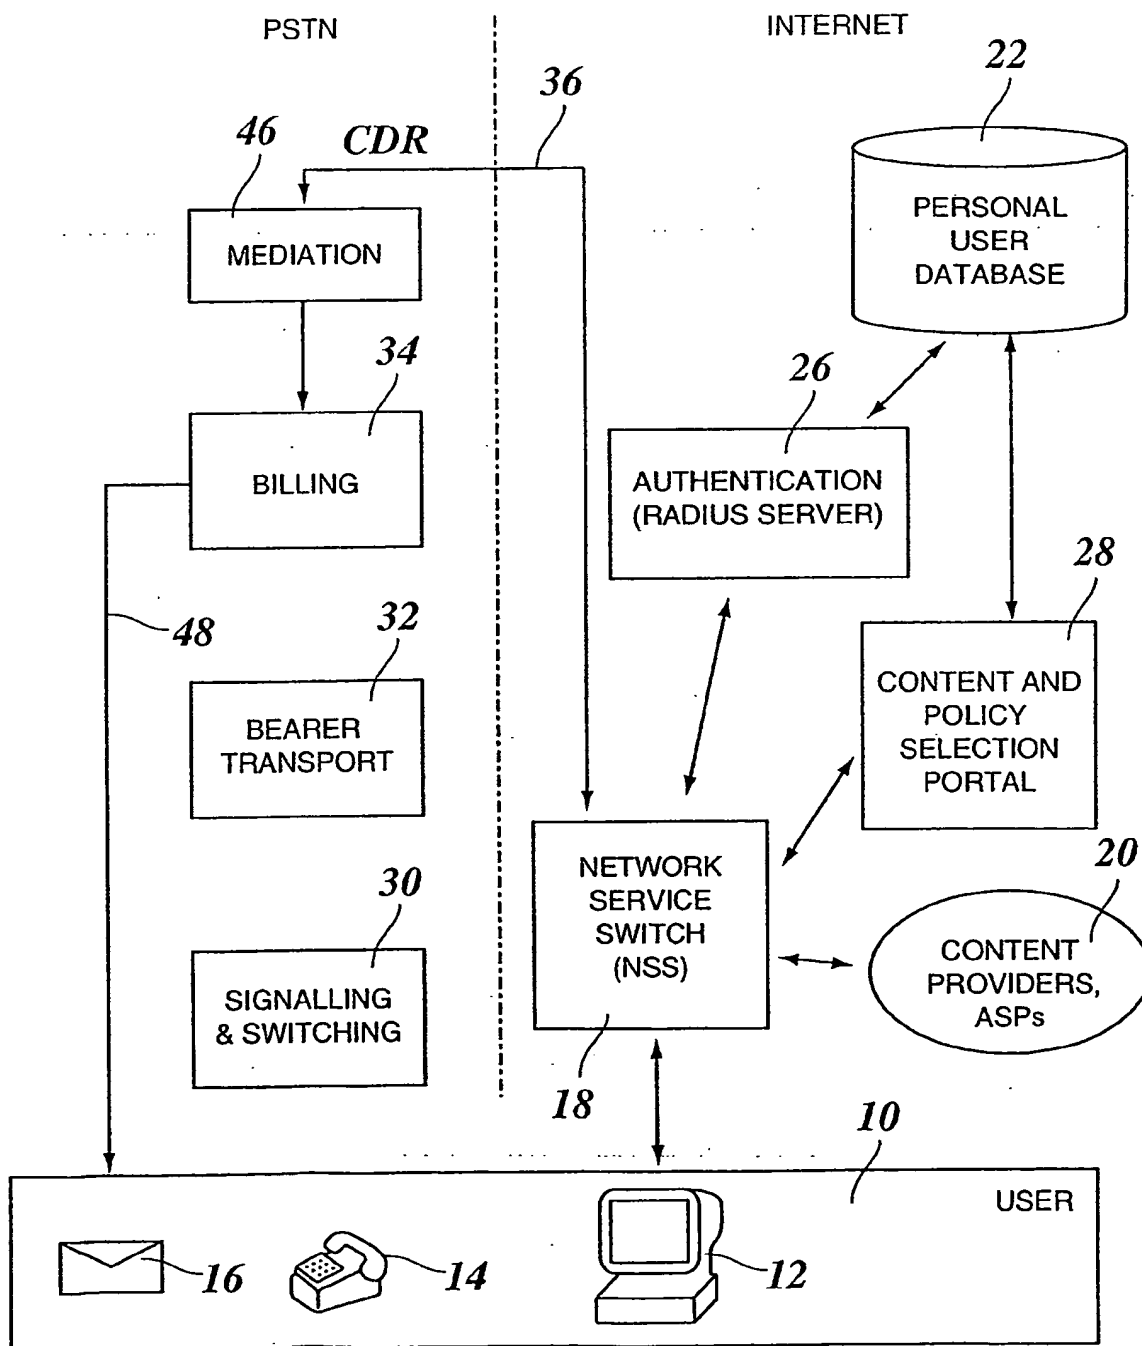 PSTN
INTERNET
22
36
46
CDR
PERSONAL
USER
DATABASE
MEDIATION
34
26
BILLING
AUTHENTICATION
(RADIUS SERVER)
28
48
32
CONTENT AND
POLICY
SELECTION
PORTAL
BEARER
TRANSPORT
20
NETWORK
SERVICE
SWITCH
(NSS)
30
CONTENT
PROVIDERS,
ASPs
SIGNALLING
& SWITCHING
18
10
USER
16
14
12